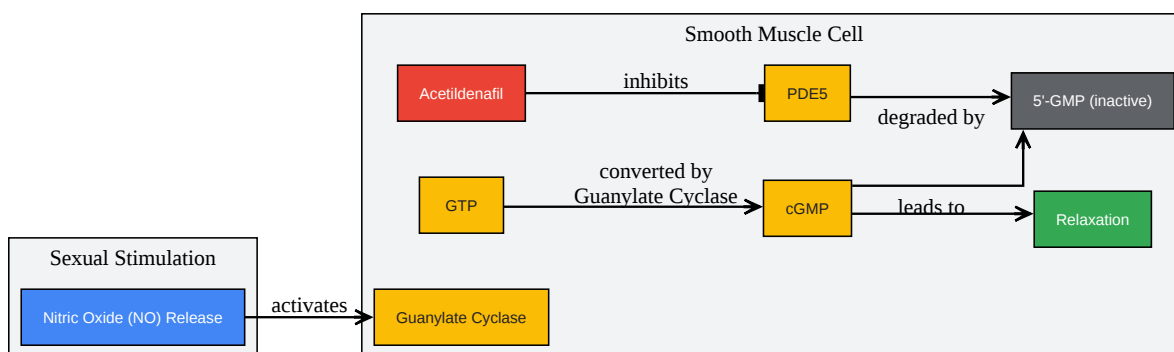 Smooth Muscle Cell
Acetildenafil
inhibits
PDE5
degraded by
5'-GMP (inactive)
GTP
converted by
Guanylate Cyclase
cGMP
leads to
Relaxation
Sexual Stimulation
Nitric Oxide (NO) Release
activates
Guanylate Cyclase